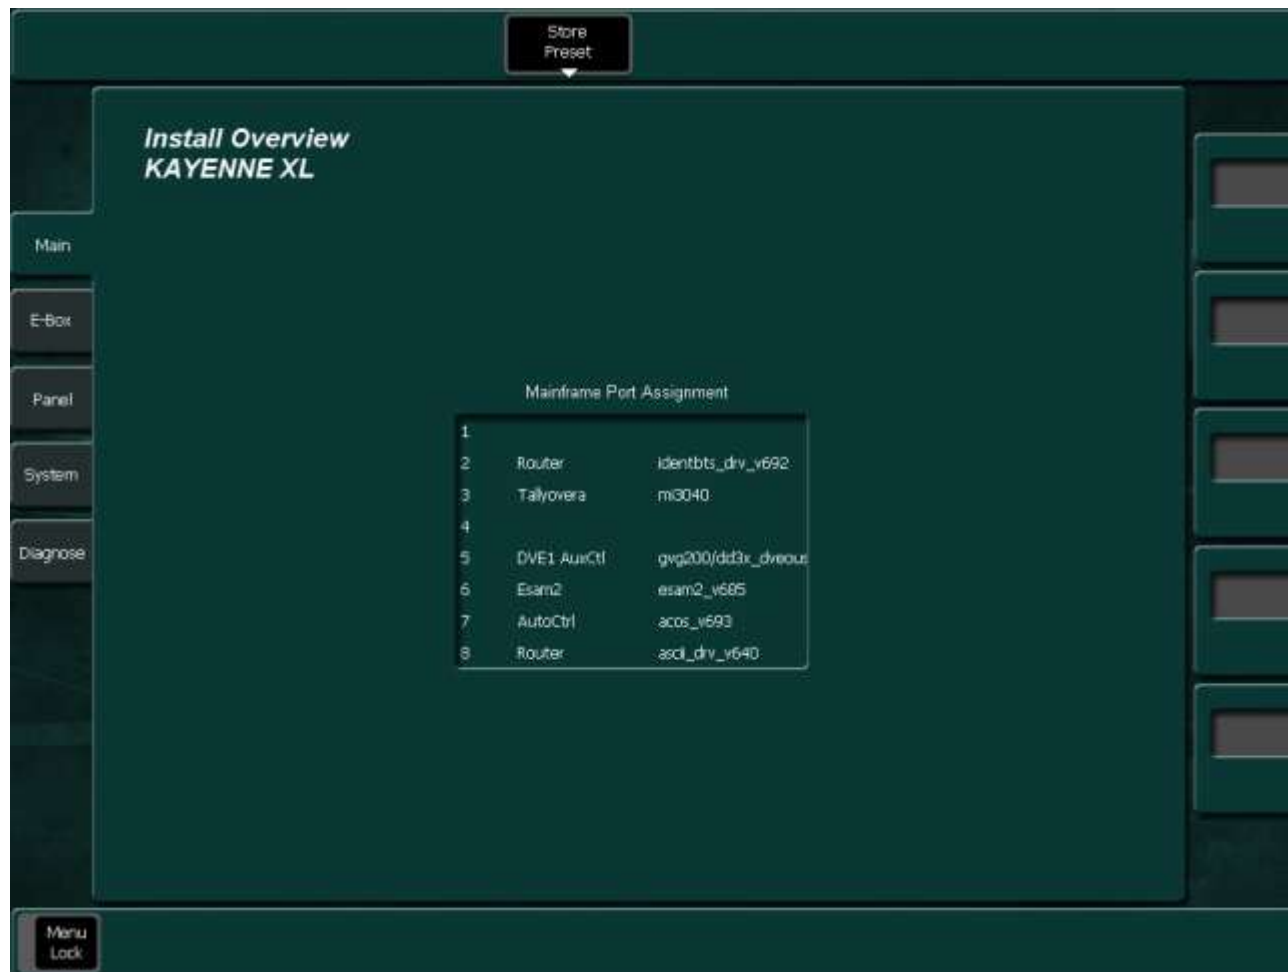 Store
Preset
Install Overview
KAYENNE XL
Main
E-Box
Panel
System
Diagnose
Mainframe Port Assignment
1
2 Router identbts_drv_v692
3 Tallyovera mi3040
4
5 DVE1 AuxCtl gvg200/dd3x_dveous
6 Esam2 esam2_v685
7 AutoCtrl acos_v693
8 Router ascii_drv_v640
Menu
Lock